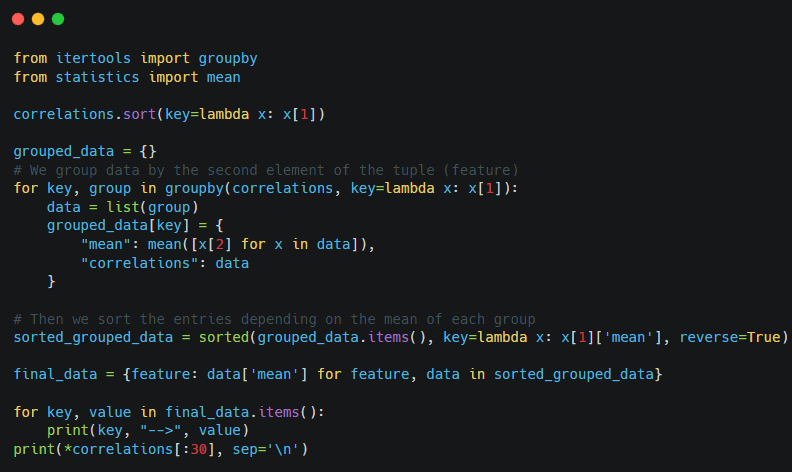 from itertools import groupby
from statistics import mean

correlations.sort(key=lambda x: x[1])

grouped_data = {}
# We group data by the second element of the tuple (feature)
for key, group in groupby(correlations, key=lambda x: x[1]):
    data = list(group)
    grouped_data[key] = {
        "mean": mean([x[2] for x in data]),
        "correlations": data
    }

# Then we sort the entries depending on the mean of each group
sorted_grouped_data = sorted(grouped_data.items(), key=lambda x: x[1]['mean'], reverse=True)

final_data = {feature: data['mean'] for feature, data in sorted_grouped_data}

for key, value in final_data.items():
    print(key, "-->", value)
print(*correlations[:30], sep='\n')